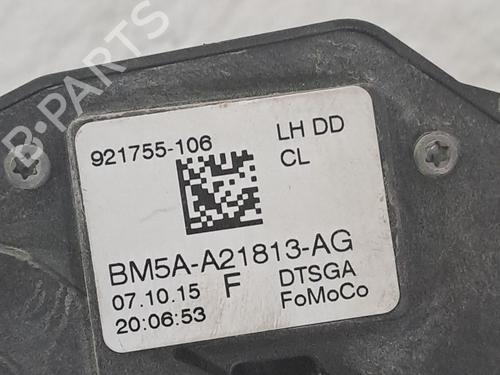 B-PARTS
921755-106
LH DD
CL
BM5A-A21813-AG
07.10.15 F DTSGA
20:06:53 FoMoCo